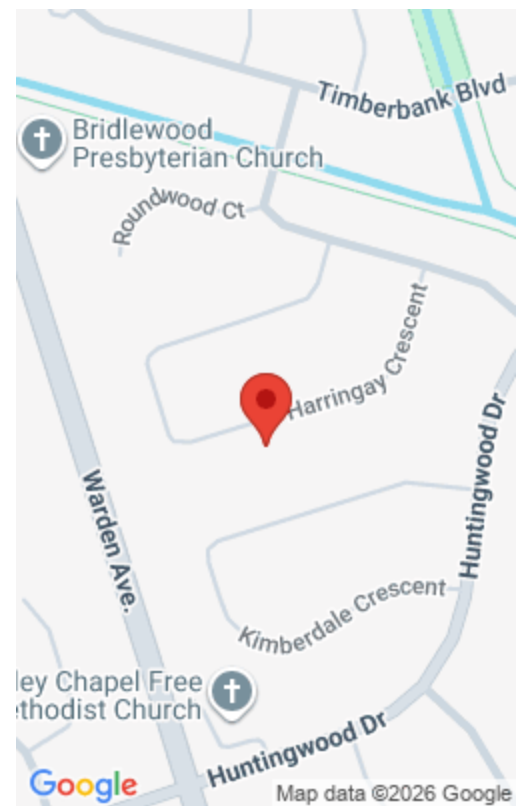 Timberbank Blvd
Bridlewood
Presbyterian Church
Roundwood Ct
Harringay Crescent
Huntingwood Dr
Warden Ave.
Kimberdale Crescent
ley Chapel Free
thodist Church
Huntingwood Dr
Google
Map data ©2026 Google